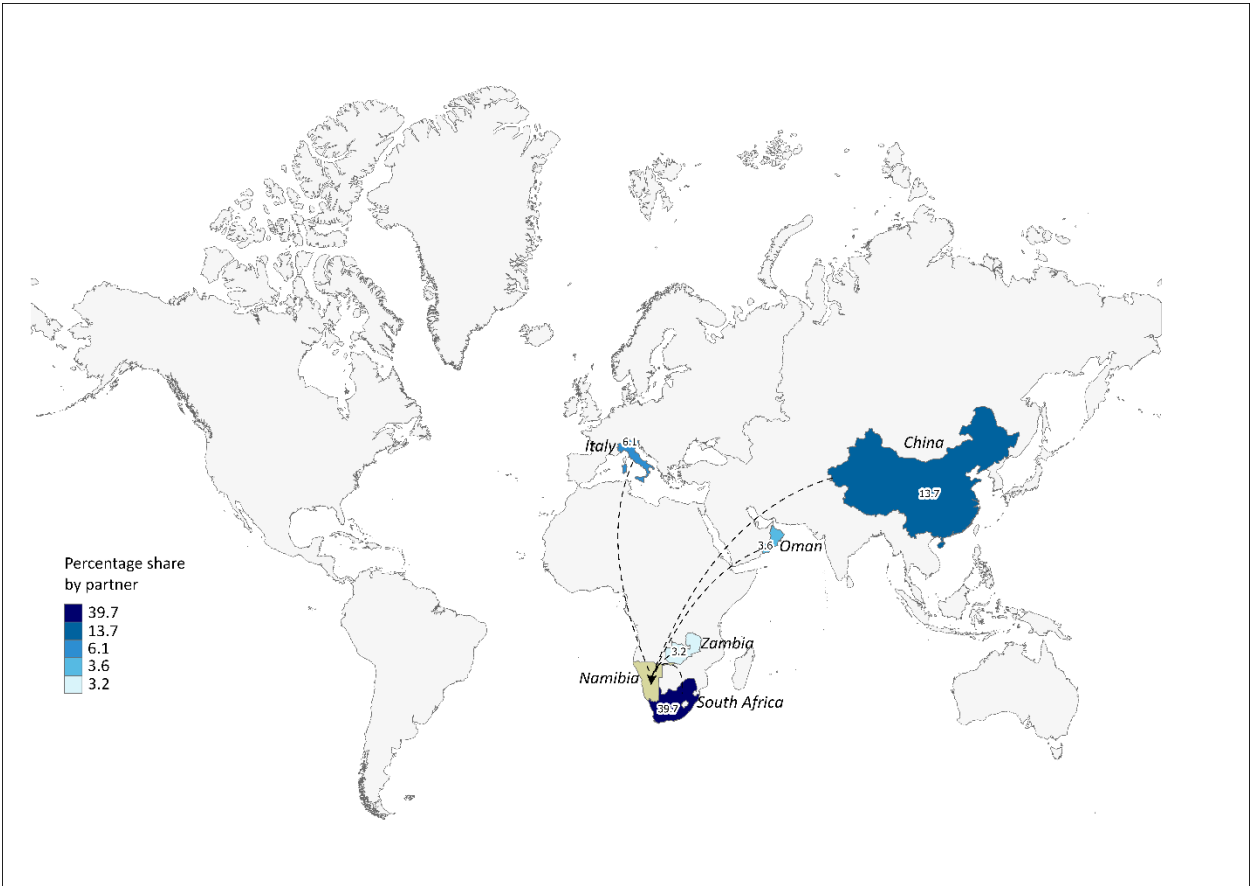 Italy
6.1
China
13.7
3.6
Oman
Percentage share
by partner
39.7
13.7
6.1
3.6
3.2
Zambia
3.2
Namibia
South Africa
39.7